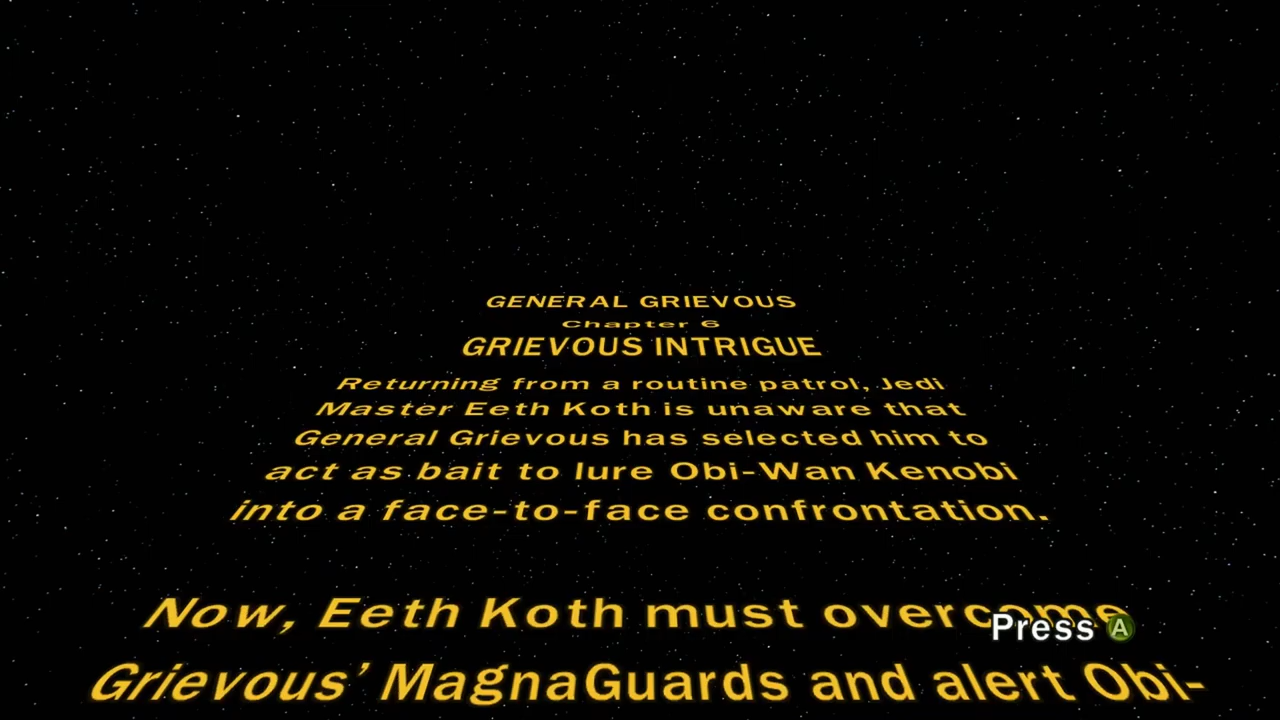 GENERAL GRIEVOUS
Chapter 6
GRIEVOUS INTRIGUE
Returning from a routine patrol, Jedi
Master Eeth Koth is unaware that
General Grievous has selected him to
act as bait to lure Obi-Wan Kenobi
into a face-to-face confrontation.
Now, Eeth Koth must overcome
Press A
Grievous' MagnaGuards and alert Obi-